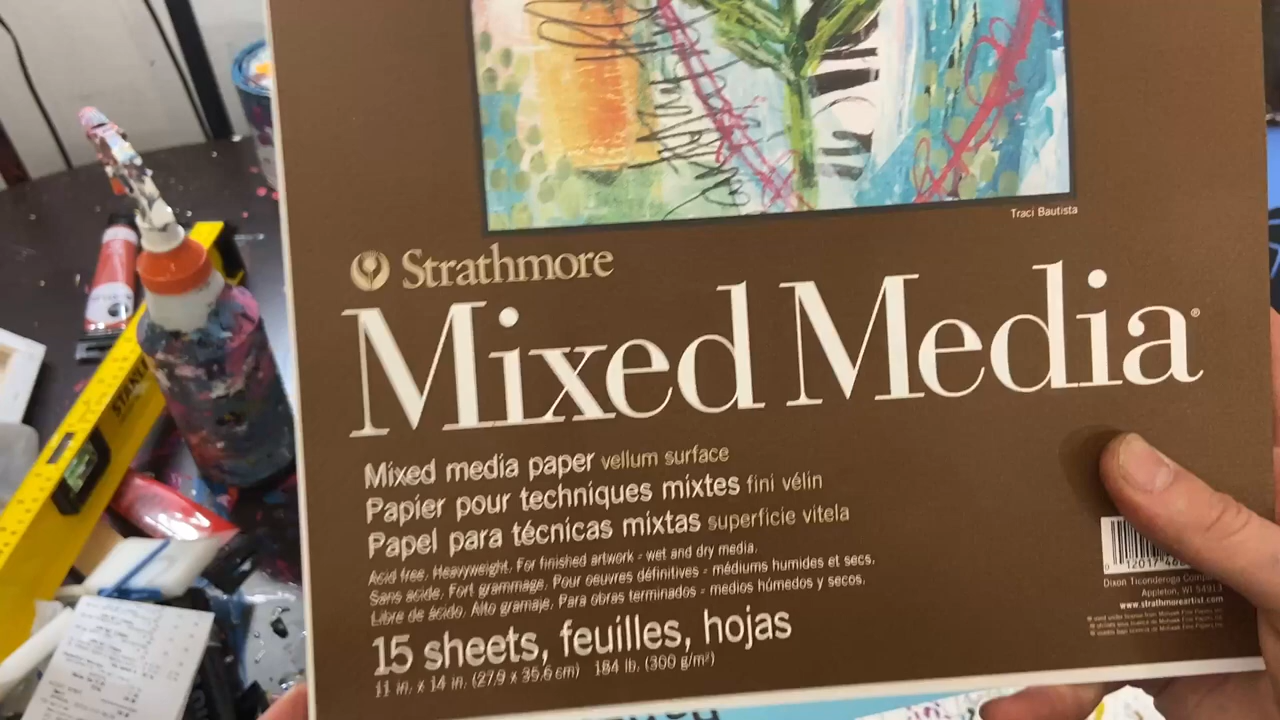 Traci Bautista
Strathmore
Mixed Media®
Mixed media paper vellum surface
Papier pour techniques mixtes fini vélin
Papel para técnicas mixtas superficie vitela
Acid free. Heavyweight. For finished artwork - wet and dry media.
Sans acide. Fort grammage. Pour oeuvres définitives - médiums humides et secs.
Libre de ácido. Alto gramaje. Para obras terminados - medios húmedos y secos.
15 sheets, feuilles, hojas
11 in. x 14 in. (27.9 x 35.6 cm) 184 lb. (300 g/m²)
0 12017
Dixon Ticonderoga
Appleton, WI 54913
www.strathmoreartist.com
STANLEY